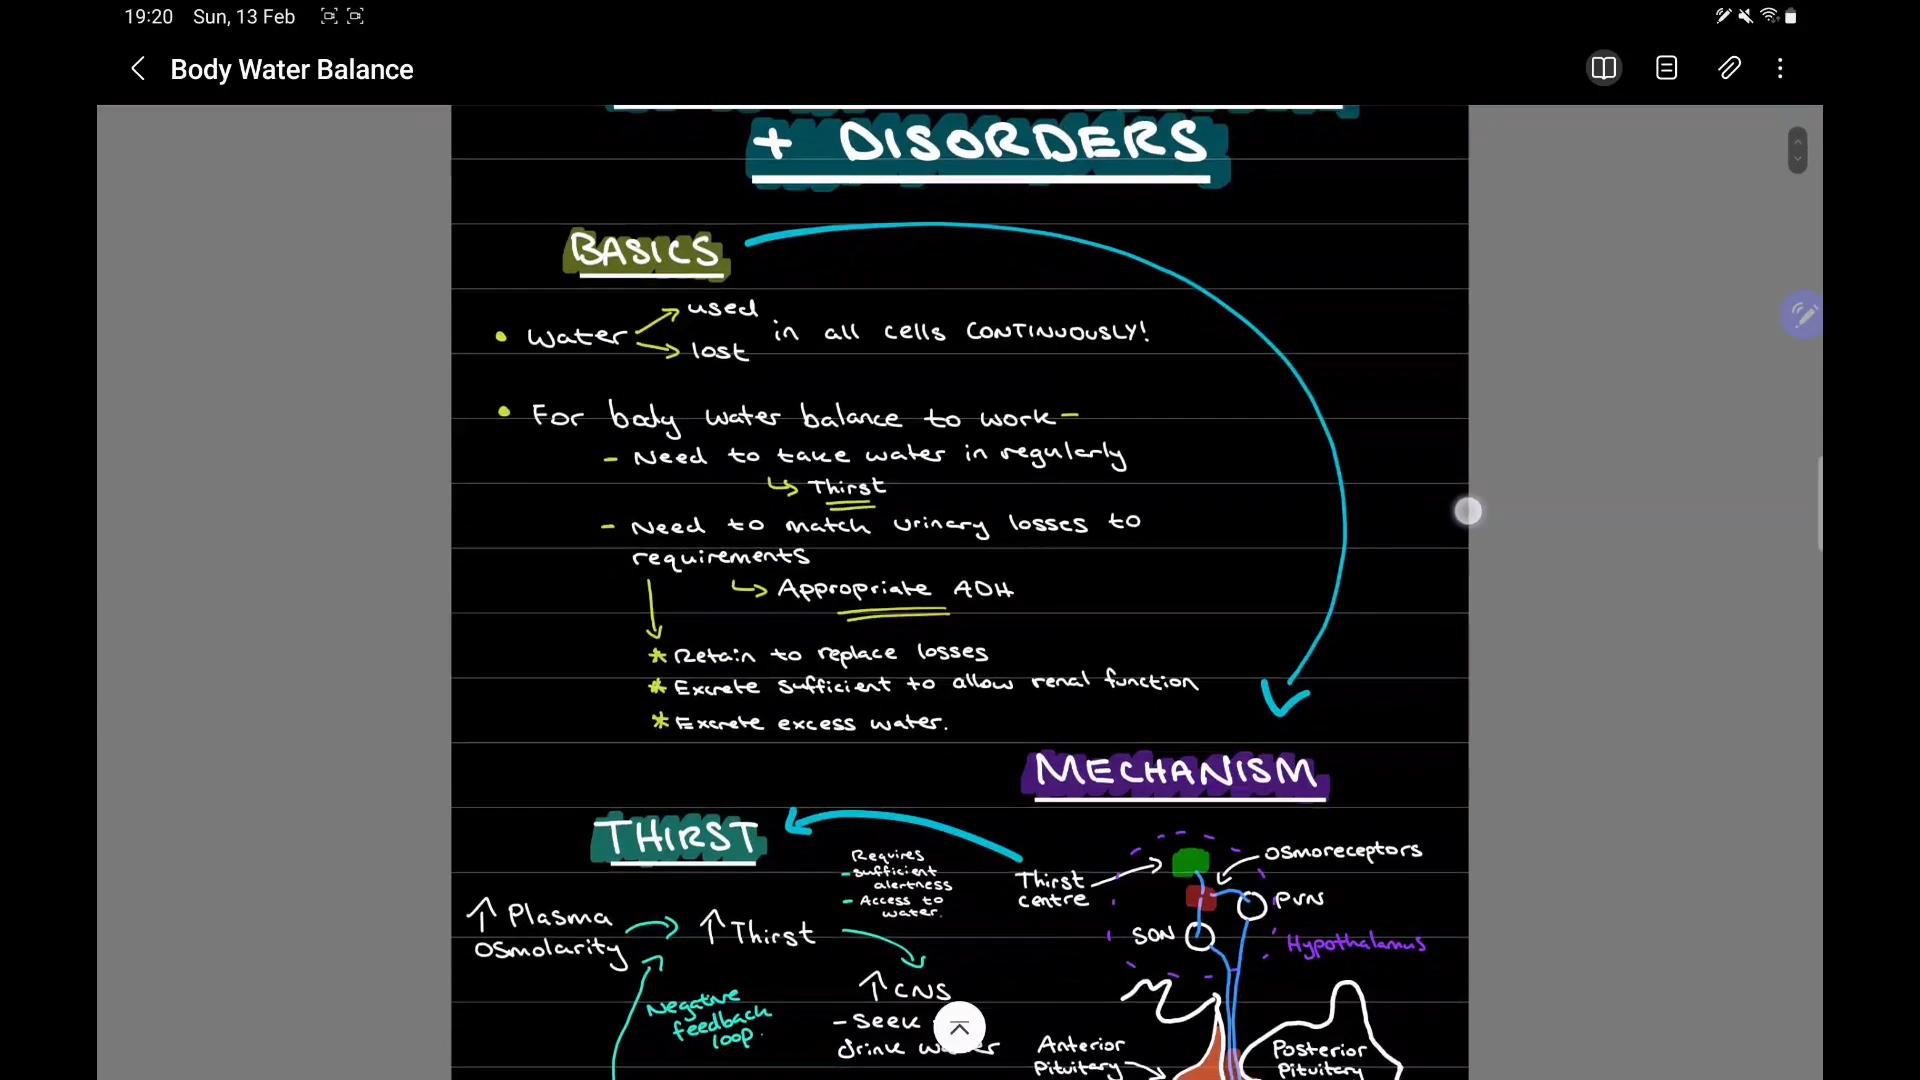 19:20 Sun, 13 Feb
Body Water Balance
+ DISORDERS
BASICS
• Water used
lost
in all cells CONTINUOUSLY!
• For body water balance to work -
- Need to take water in regularly
Thirst
- Need to match urinary losses to
requirements
Appropriate ADH
* Retain to replace losses
* Excrete sufficient to allow renal function
* Excrete excess water.
MECHANISM
THIRST
Requires
- sufficient
alertness
- Access to
water.
↑ Plasma
osmolarity
↑ Thirst
↑ CNS
- Seek
drink
Negative
feedback
loop.
Thirst
centre
osmoreceptors
PVN
SON
Hypothalamus
Anterior
pituitary
Posterior
pituitary